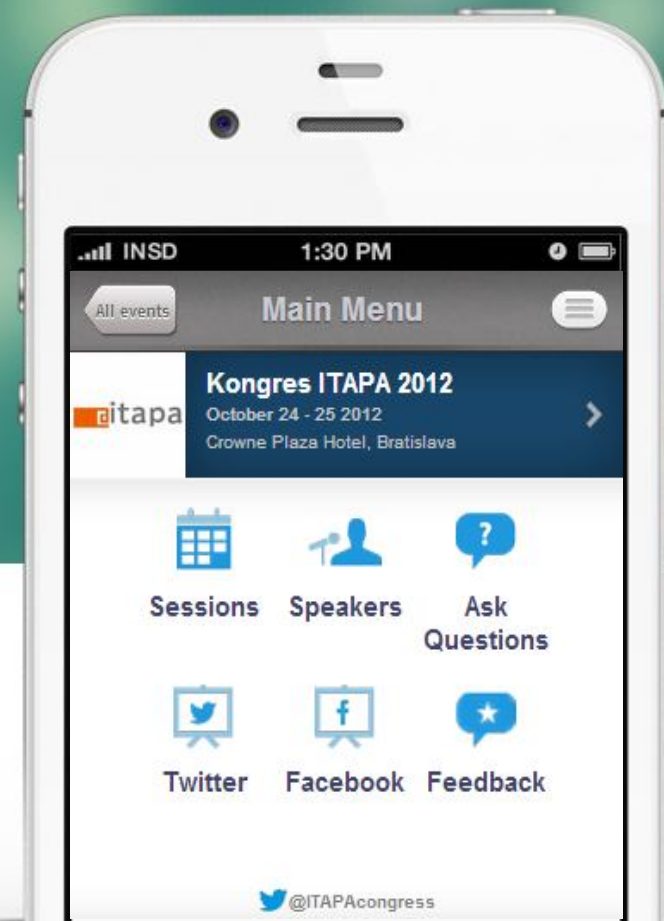 INSD 1:30 PM
All events Main Menu
itapa
Kongres ITAPA 2012
October 24 - 25 2012
Crowne Plaza Hotel, Bratislava
Sessions Speakers Ask
Questions
Twitter Facebook Feedback
@ITAPAcongress